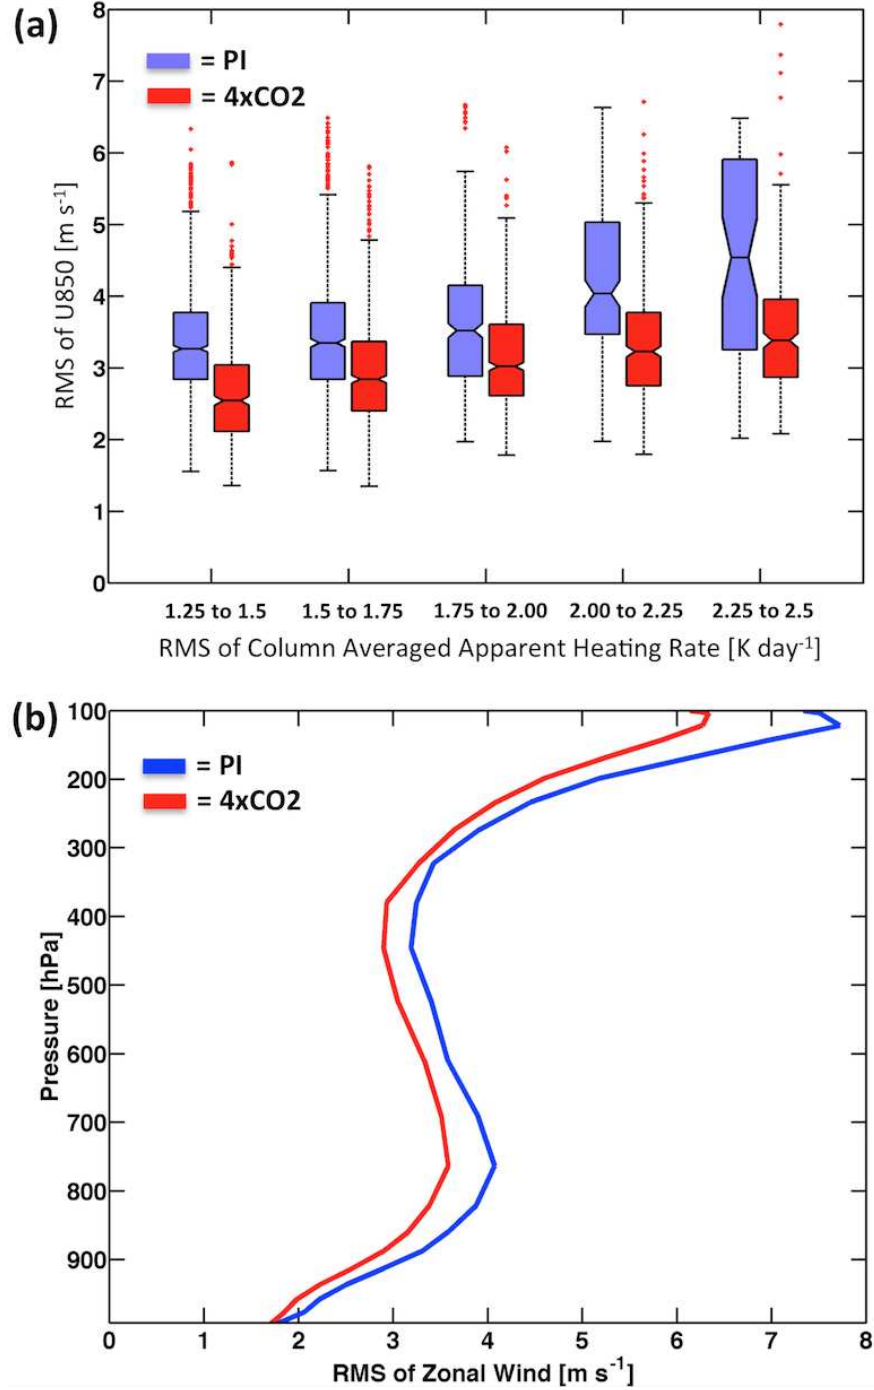 (a)
8
7
6
5
4
3
2
1
0
= PI
= 4xCO2
RMS of U850 [m s-1]
1.25 to 1.5 1.5 to 1.75 1.75 to 2.00 2.00 to 2.25 2.25 to 2.5
RMS of Column Averaged Apparent Heating Rate [K day-1]
(b)
100
200
300
400
500
600
700
800
900
= PI
= 4xCO2
Pressure [hPa]
0 1 2 3 4 5 6 7 8
RMS of Zonal Wind [m s-1]